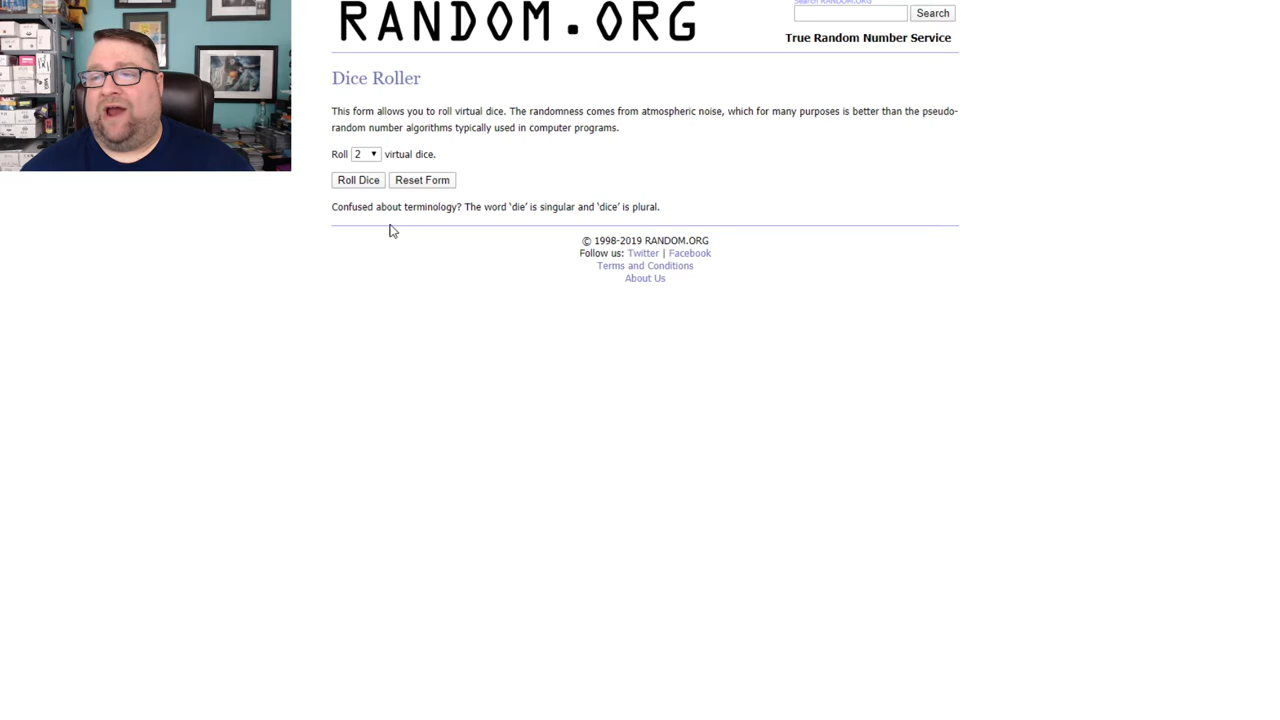 Search RANDOM.ORG
RANDOM.ORG
Search
True Random Number Service
Dice Roller
This form allows you to roll virtual dice. The randomness comes from atmospheric noise, which for many purposes is better than the pseudo-
random number algorithms typically used in computer programs.
Roll 2 virtual dice.
Roll Dice Reset Form
Confused about terminology? The word ‘die’ is singular and ‘dice’ is plural.
© 1998-2019 RANDOM.ORG
Follow us: Twitter | Facebook
Terms and Conditions
About Us